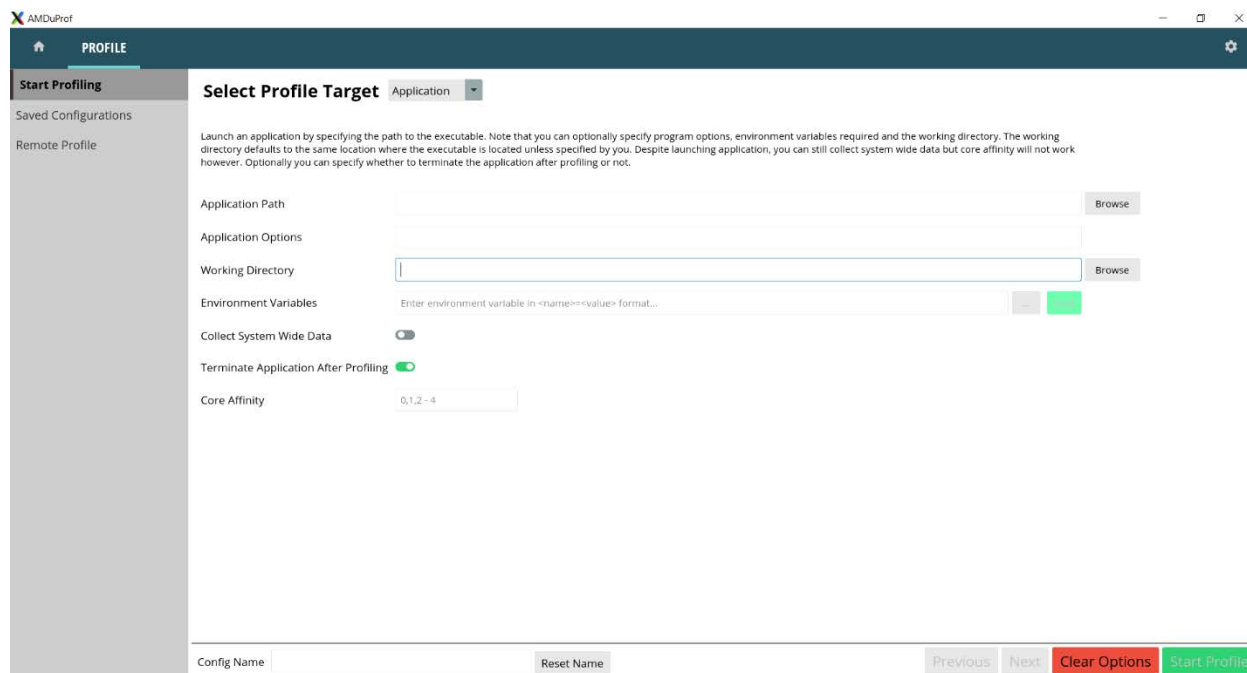 AMDuProf
PROFILE
Start Profiling
Saved Configurations
Remote Profile
Select Profile Target Application
Launch an application by specifying the path to the executable. Note that you can optionally specify program options, environment variables required and the working directory. The working
directory defaults to the same location where the executable is located unless specified by you. Despite launching application, you can still collect system wide data but core affinity will not work
however. Optionally you can specify whether to terminate the application after profiling or not.
Application Path Browse
Application Options
Working Directory Browse
Environment Variables Enter environment variable in <name>=<value> format... ...
Collect System Wide Data
Terminate Application After Profiling
Core Affinity 0,1,2 - 4
Config Name Reset Name Previous Next Clear Options Start Profile